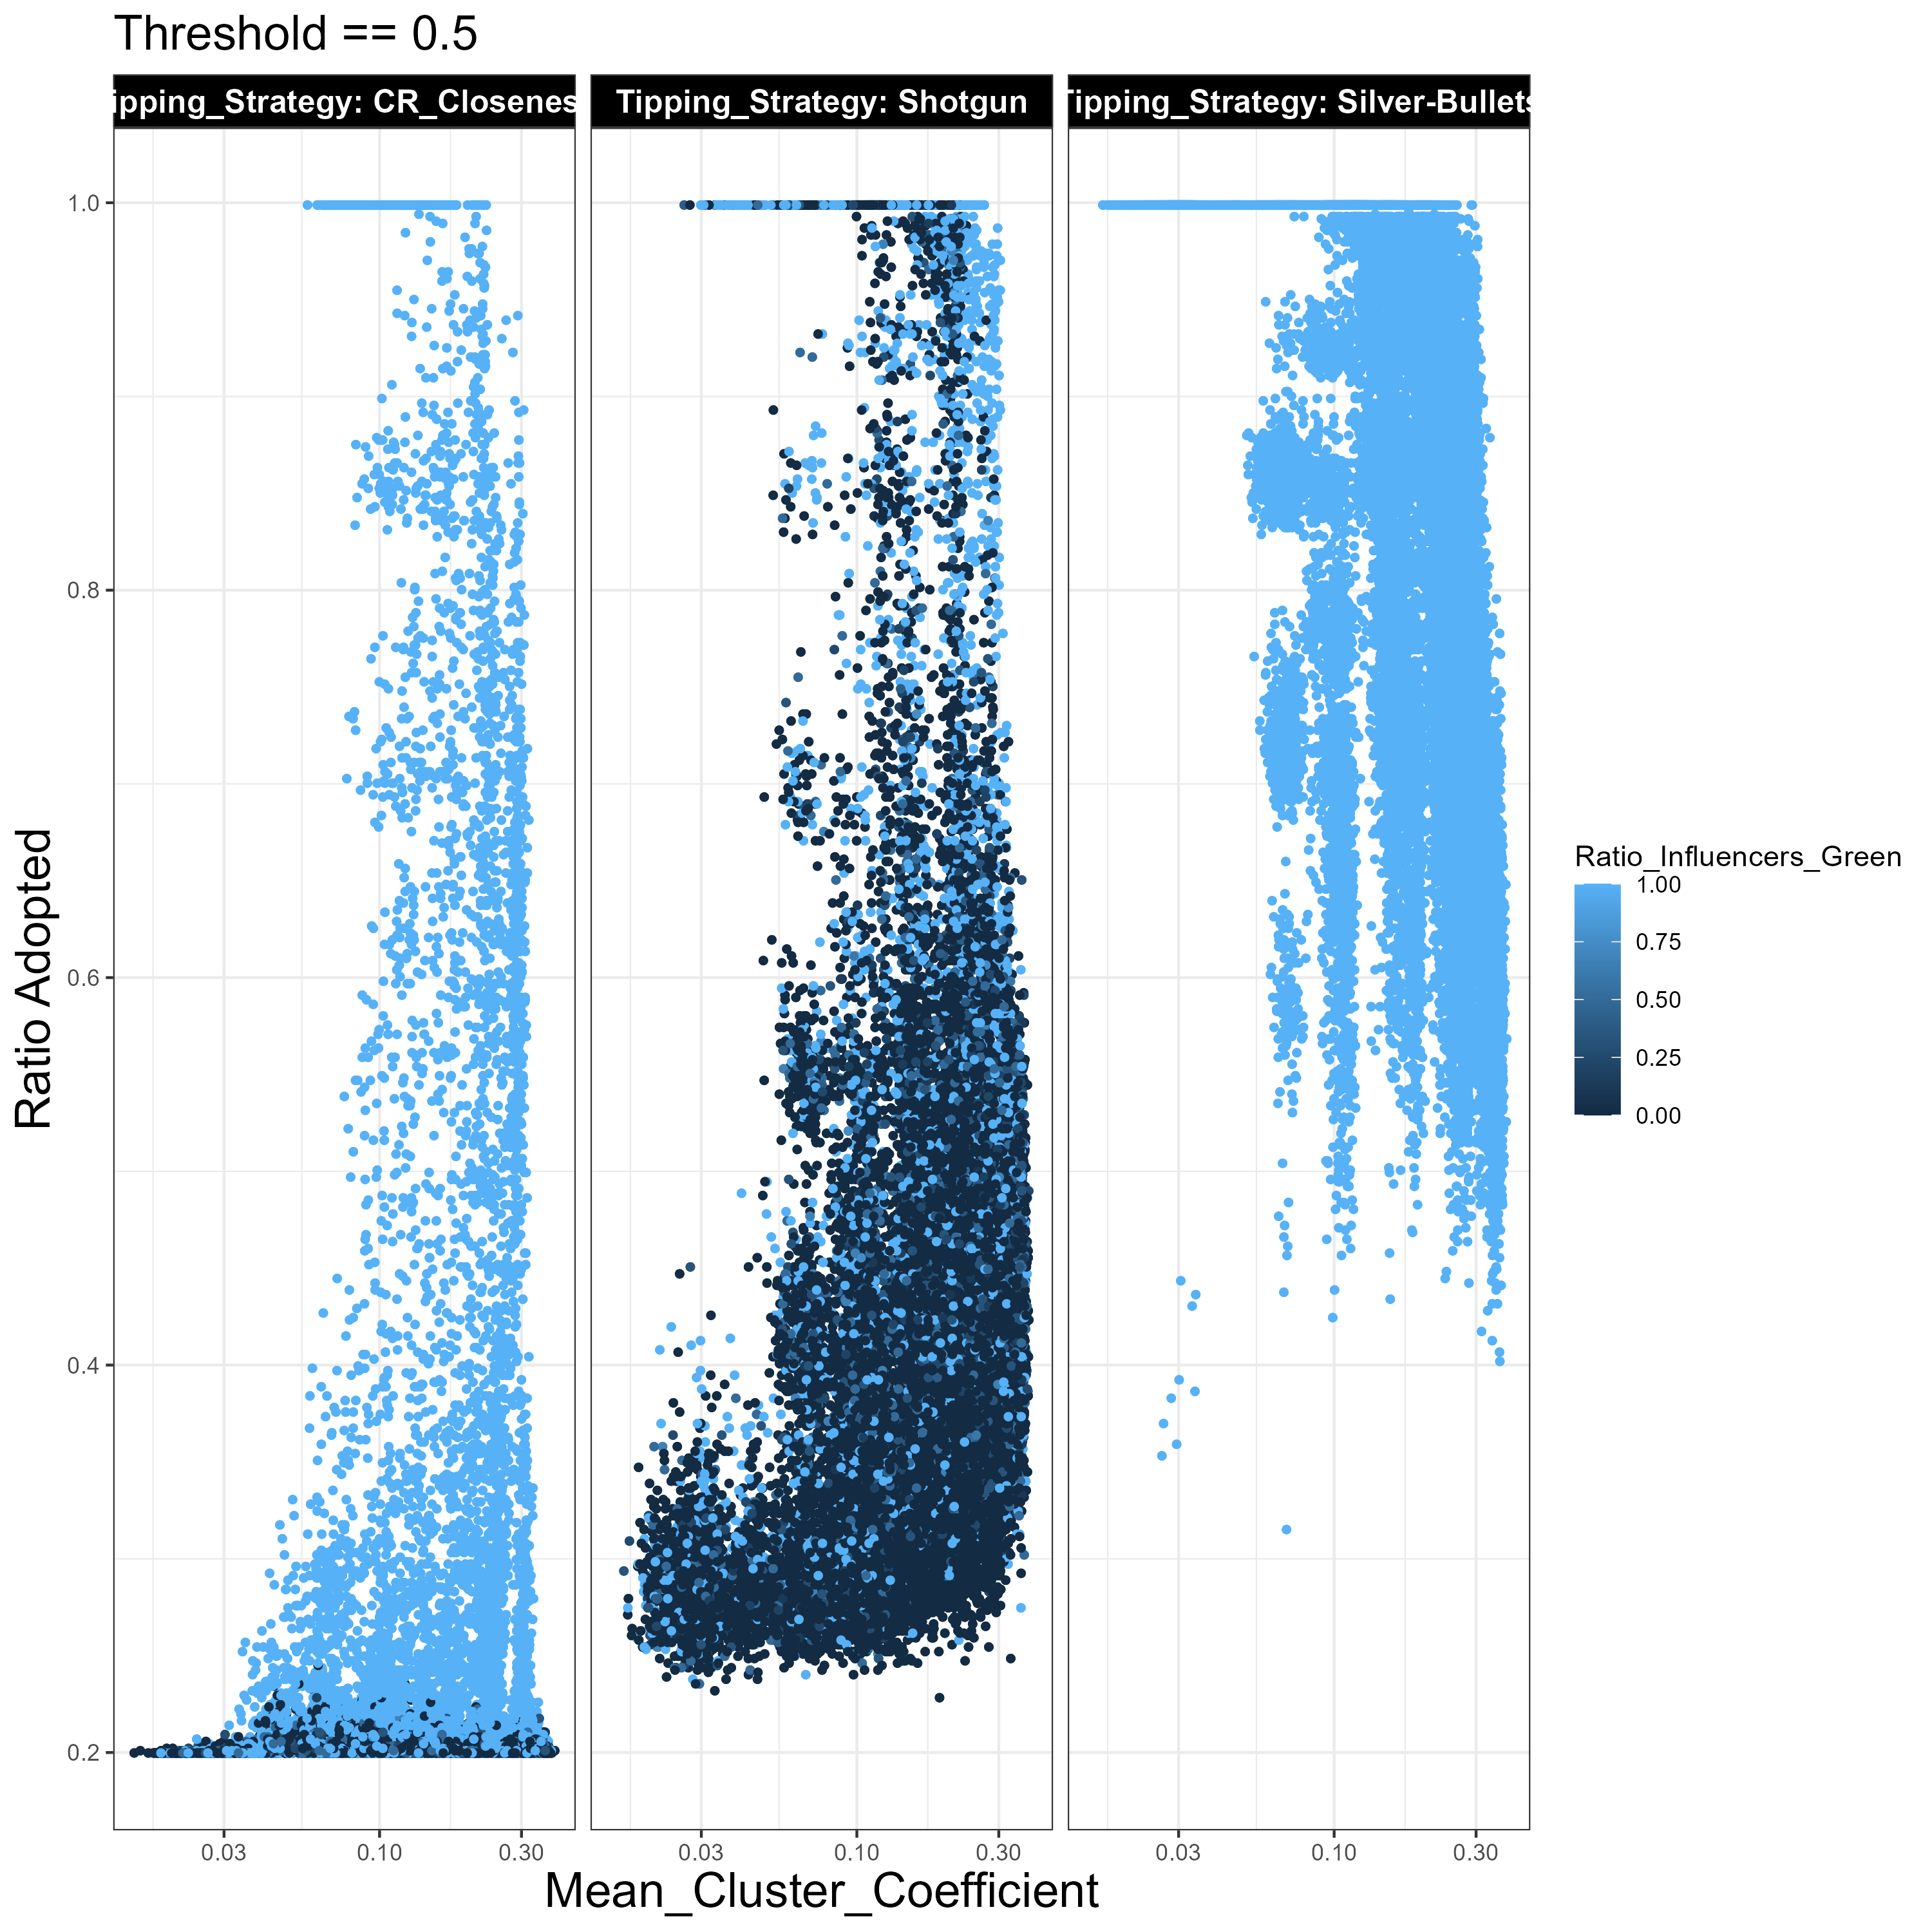 Threshold == 0.5
ipping_Strategy: CR_Closenes
Tipping_Strategy: Shotgun
Tipping_Strategy: Silver-Bullets
1.0
0.8
0.6
0.4
0.2
Ratio Adopted
0.03 0.10 0.30
0.03 0.10 0.30
0.03 0.10 0.30
Mean_Cluster_Coefficient
Ratio_Influencers_Green
1.00
0.75
0.50
0.25
0.00